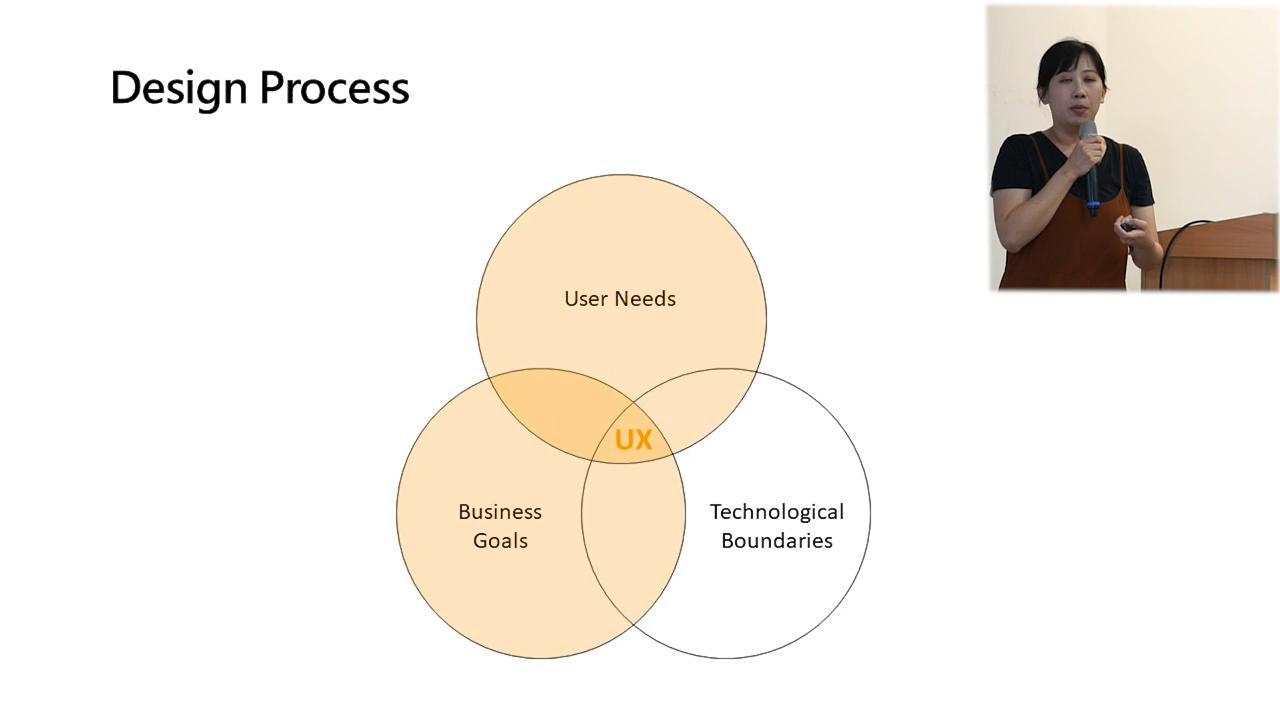 Design Process
User Needs
UX
Business
Goals
Technological
Boundaries